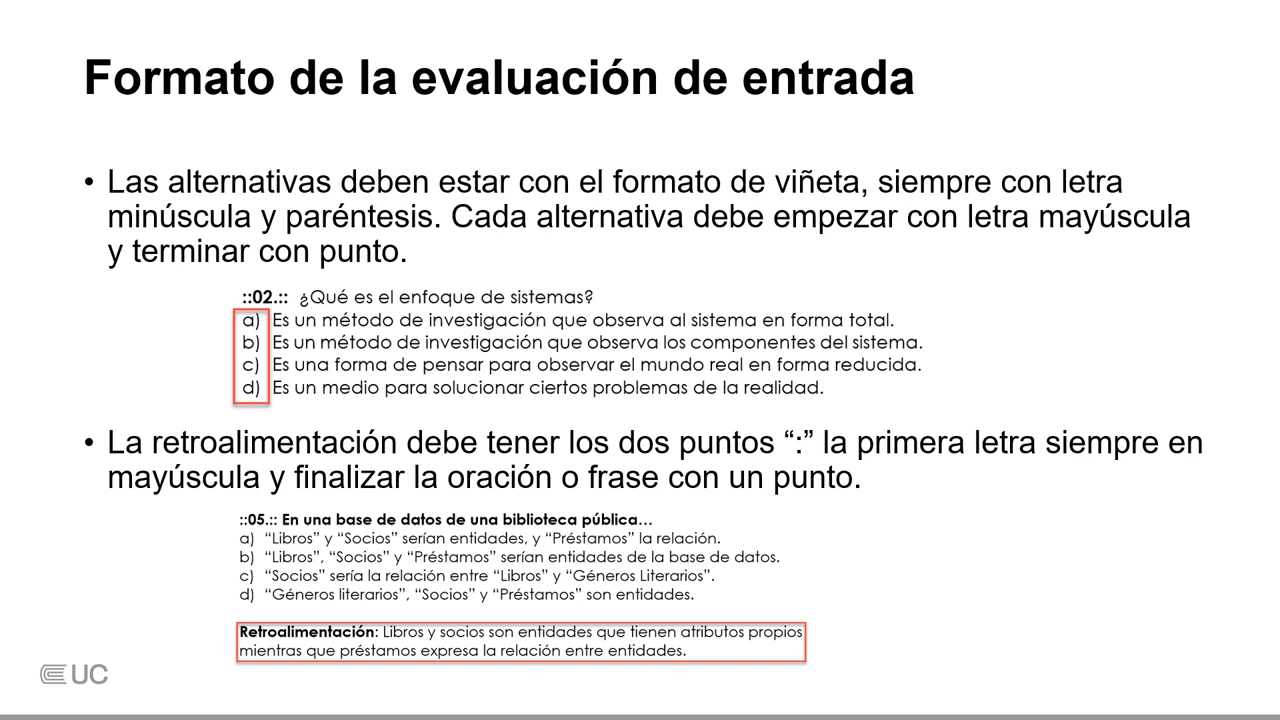 Formato de la evaluación de entrada
• Las alternativas deben estar con el formato de viñeta, siempre con letra
minúscula y paréntesis. Cada alternativa debe empezar con letra mayúscula
y terminar con punto.
::02.:: ¿Qué es el enfoque de sistemas?
a) Es un método de investigación que observa al sistema en forma total.
b) Es un método de investigación que observa los componentes del sistema.
c) Es una forma de pensar para observar el mundo real en forma reducida.
d) Es un medio para solucionar ciertos problemas de la realidad.
• La retroalimentación debe tener los dos puntos “:” la primera letra siempre en
mayúscula y finalizar la oración o frase con un punto.
::05.:: En una base de datos de una biblioteca pública…
a) “Libros” y “Socios” serían entidades, y “Préstamos” la relación.
b) “Libros”, “Socios” y “Préstamos” serían entidades de la base de datos.
c) “Socios” sería la relación entre “Libros” y “Géneros Literarios”.
d) “Géneros literarios”, “Socios” y “Préstamos” son entidades.
Retroalimentación: Libros y socios son entidades que tienen atributos propios
mientras que préstamos expresa la relación entre entidades.
UC